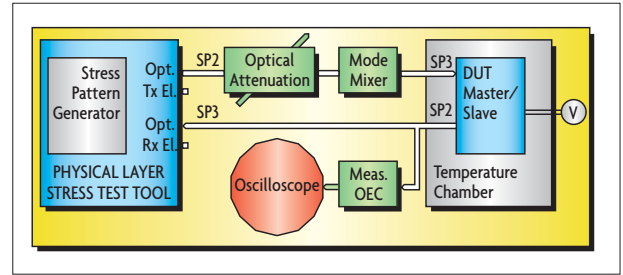 Stress
Pattern
Generator
Opt.
Tx El.
Opt.
Rx El.
PHYSICAL LAYER
STRESS TEST TOOL
SP2
SP3
Optical
Attenuation
Mode
Mixer
Oscilloscope
Meas.
OEC
SP3
SP2
DUT
Master/
Slave
Temperature
Chamber
V